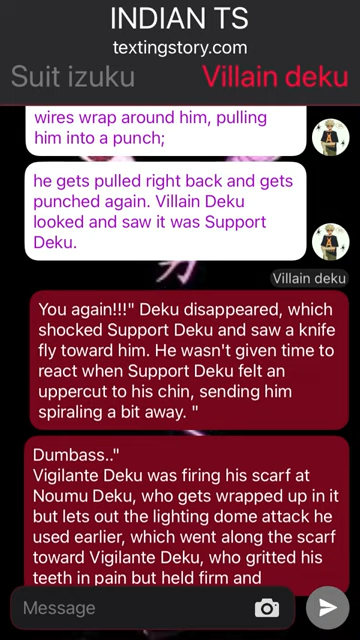 INDIAN TS
textingstory.com
Suit izuku
Villain deku
wires wrap around him, pulling
him into a punch;
he gets pulled right back and gets
punched again. Villain Deku
looked and saw it was Support
Deku.
Villain deku
You again!!!" Deku disappeared, which
shocked Support Deku and saw a knife
fly toward him. He wasn't given time to
react when Support Deku felt an
uppercut to his chin, sending him
spiraling a bit away. "
Dumbass.."
Vigilante Deku was firing his scarf at
Noumu Deku, who gets wrapped up in it
but lets out the lighting dome attack he
used earlier, which went along the scarf
toward Vigilante Deku, who gritted his
teeth in pain but held firm and
Message